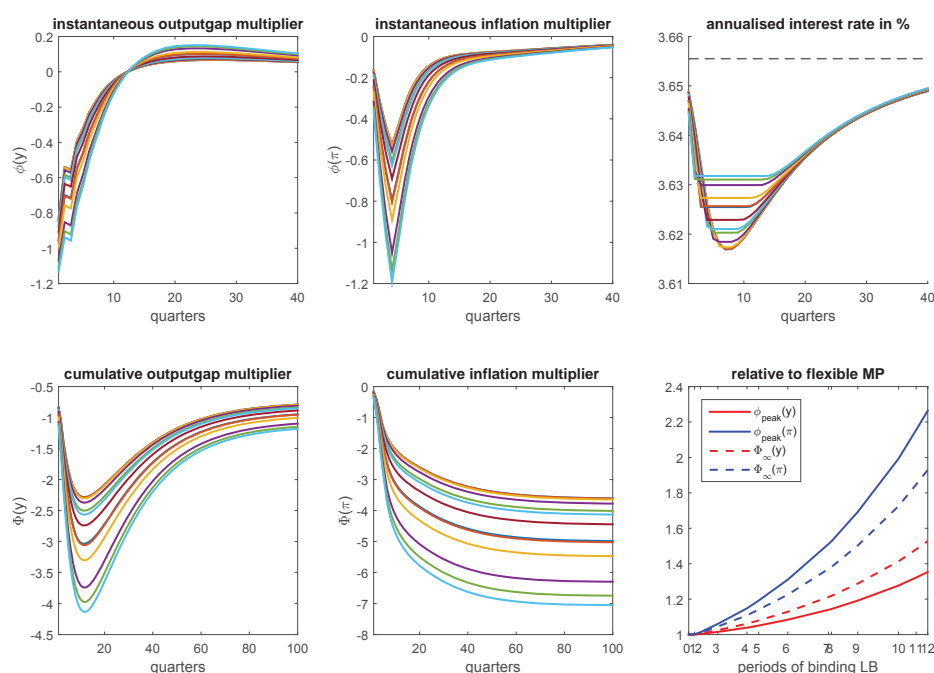 instantaneous outputgap multiplier
0.2
0
-0.2
-0.4
-0.6
-0.8
-1
-1.2
ϕ(y)
10 20 30 40
quarters
instantaneous inflation multiplier
0
-0.2
-0.4
-0.6
-0.8
-1
-1.2
ϕ(π)
10 20 30 40
quarters
annualised interest rate in %
3.66
3.65
3.64
3.63
3.62
3.61
10 20 30 40
quarters
cumulative outputgap multiplier
-0.5
-1
-1.5
-2
-2.5
-3
-3.5
-4
-4.5
Φ(y)
20 40 60 80 100
quarters
cumulative inflation multiplier
0
-1
-2
-3
-4
-5
-6
-7
-8
Φ(π)
20 40 60 80 100
quarters
relative to flexible MP
2.4
2.2
2
1.8
1.6
1.4
1.2
1
ϕpeak(y)
ϕpeak(π)
Φ∞(y)
Φ∞(π)
0 1 2 3 4 5 6 7 8 9 10 11 12
periods of binding LB